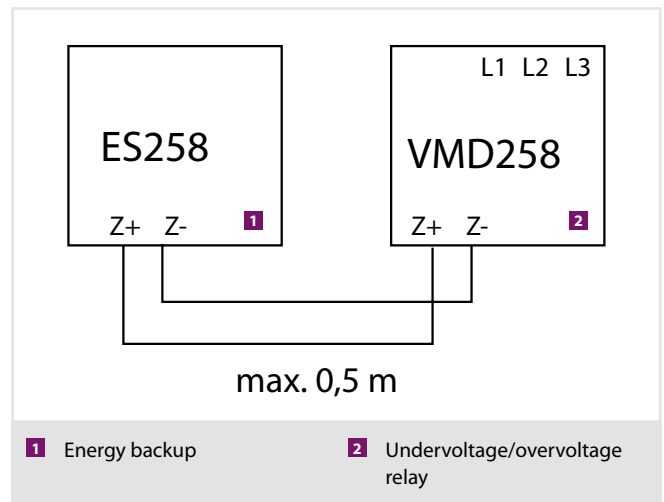 L1 L2 L3
ES258
VMD258
Z+ Z- 1
Z+ Z- 2
max. 0,5 m
1 Energy backup
2 Undervoltage/overvoltage
relay